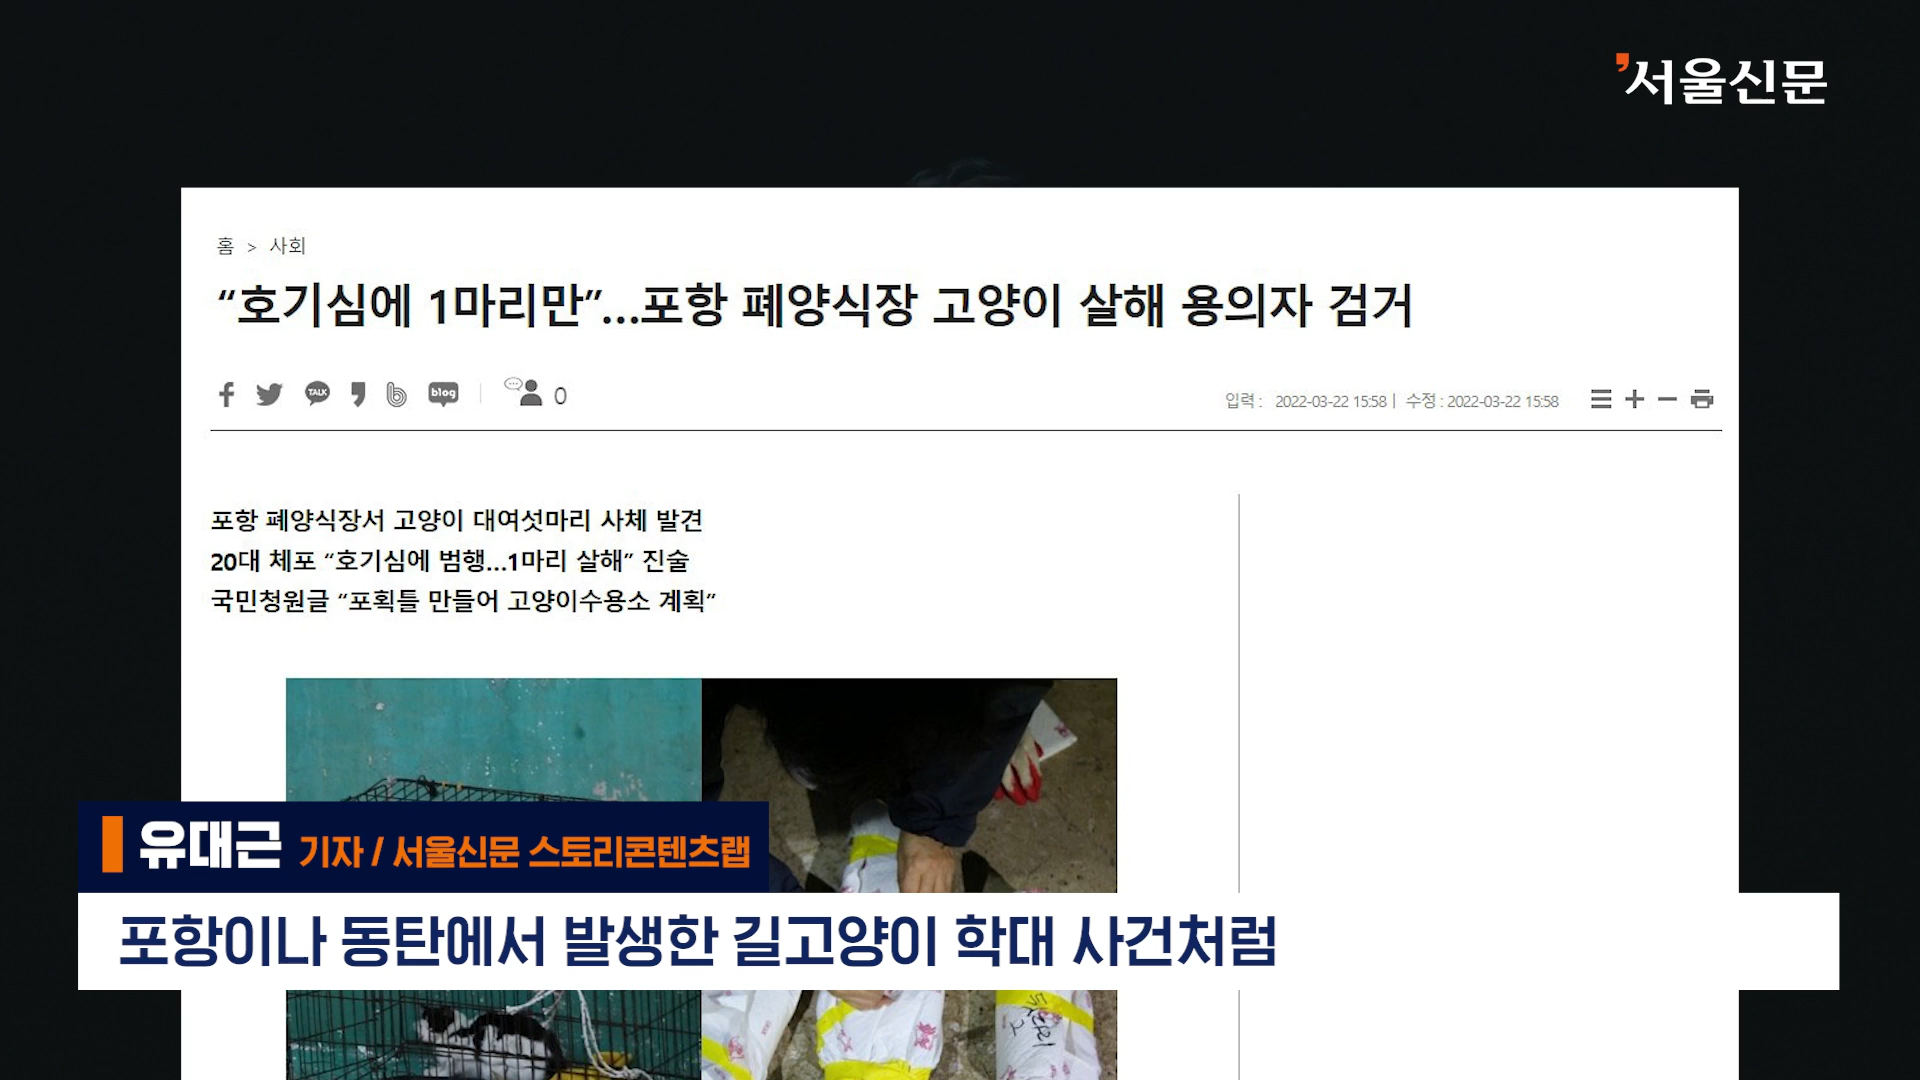 서울신문
홈 > 사회
“호기심에 1마리만”...포항 폐양식장 고양이 살해 용의자 검거
TALK
blog
0
입력 : 2022-03-22 15:58 | 수정 : 2022-03-22 15:58
포항 폐양식장서 고양이 대여섯마리 사체 발견
20대 체포 “호기심에 범행...1마리 살해” 진술
국민청원글 “포획틀 만들어 고양이수용소 계획”
유대근 기자 / 서울신문 스토리콘텐츠랩
포항이나 동탄에서 발생한 길고양이 학대 사건처럼